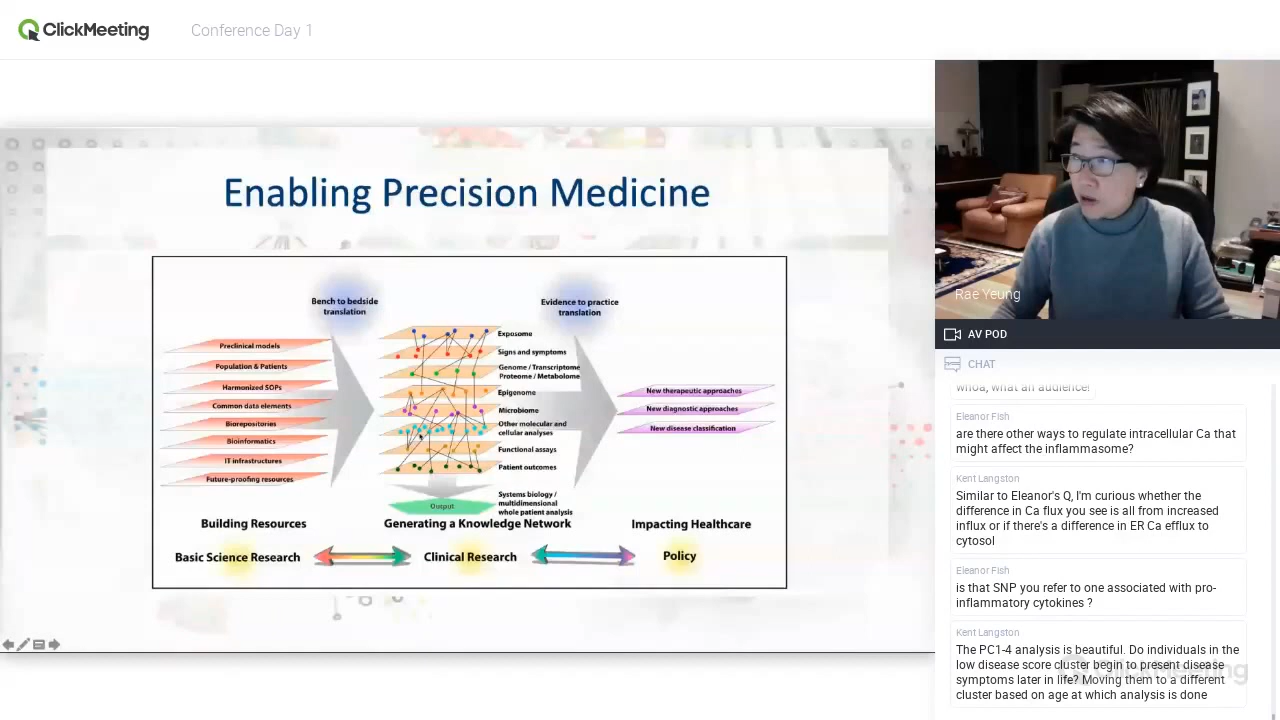 ClickMeeting
Conference Day 1
Enabling Precision Medicine
Bench to bedside
translation
Evidence to practice
translation
Preclinical models
Population & Patients
Harmonized SOPs
Common data elements
Biorepositories
Bioinformatics
IT infrastructures
Future-proofing resources
Exposome
Signs and symptoms
Genome / Transcriptome
Proteome / Metabolome
Epigenome
Microbiome
Other molecular and
cellular analyses
Functional assays
Patient outcomes
Output
Systems biology /
multidimensional
whole patient analysis
New therapeutic approaches
New diagnostic approaches
New disease classification
Building Resources
Generating a Knowledge Network
Impacting Healthcare
Basic Science Research
Clinical Research
Policy
Rae Yeung
AV POD
CHAT
whoa, what an audience!
Eleanor Fish
are there other ways to regulate intracellular Ca that
might affect the inflammasome?
Kent Langston
Similar to Eleanor's Q, I'm curious whether the
difference in Ca flux you see is all from increased
influx or if there's a difference in ER Ca efflux to
cytosol
Eleanor Fish
is that SNP you refer to one associated with pro-
inflammatory cytokines ?
Kent Langston
The PC1-4 analysis is beautiful. Do individuals in the
low disease score cluster begin to present disease
symptoms later in life? Moving them to a different
cluster based on age at which analysis is done
ClickMeeting